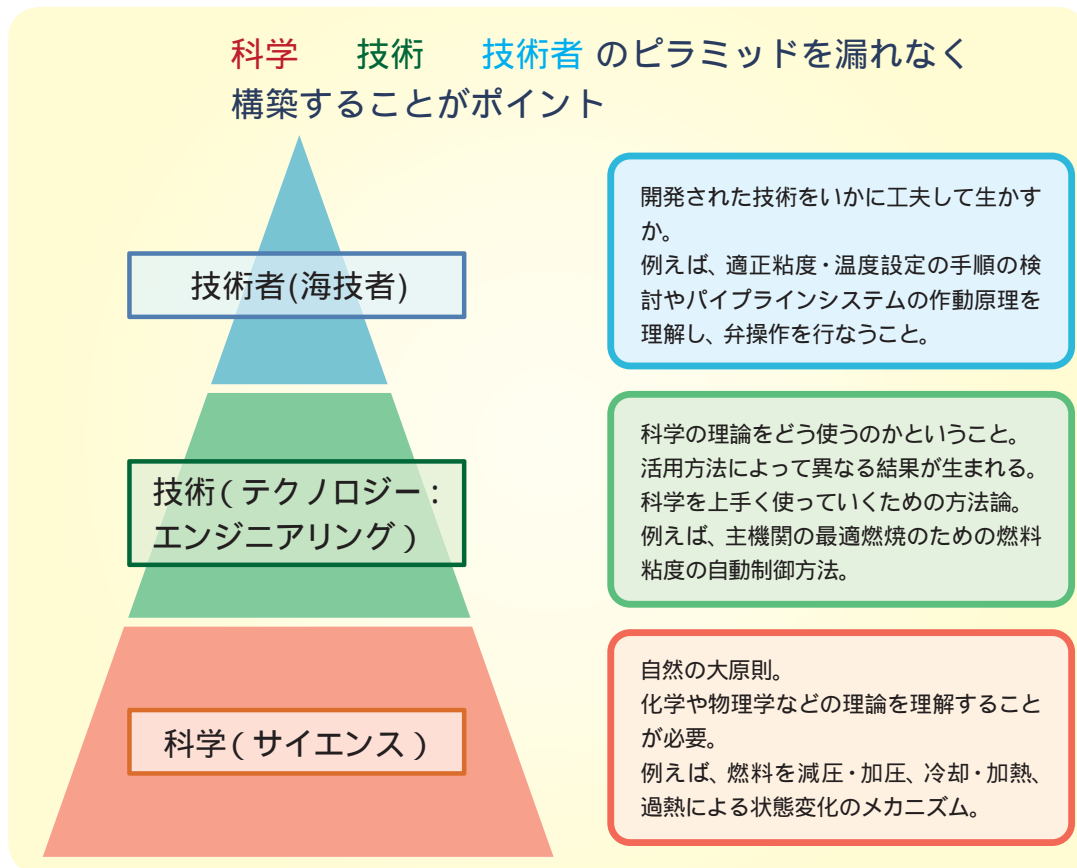 科学　技術　技術者 のピラミッドを漏れなく
構築することがポイント
技術者(海技者)
開発された技術をいかに工夫して生かす
か。
例えば、適正粘度・温度設定の手順の検
討やパイプラインシステムの作動原理を
理解し、弁操作を行なうこと。
技術(テクノロジー：
エンジニアリング)
科学の理論をどう使うのかということ。
活用方法によって異なる結果が生まれる。
科学を上手く使っていくための方法論。
例えば、主機関の最適燃焼のための燃料
粘度の自動制御方法。
科学(サイエンス)
自然の大原則。
化学や物理学などの理論を理解すること
が必要。
例えば、燃料を減圧・加圧、冷却・加熱、
過熱による状態変化のメカニズム。